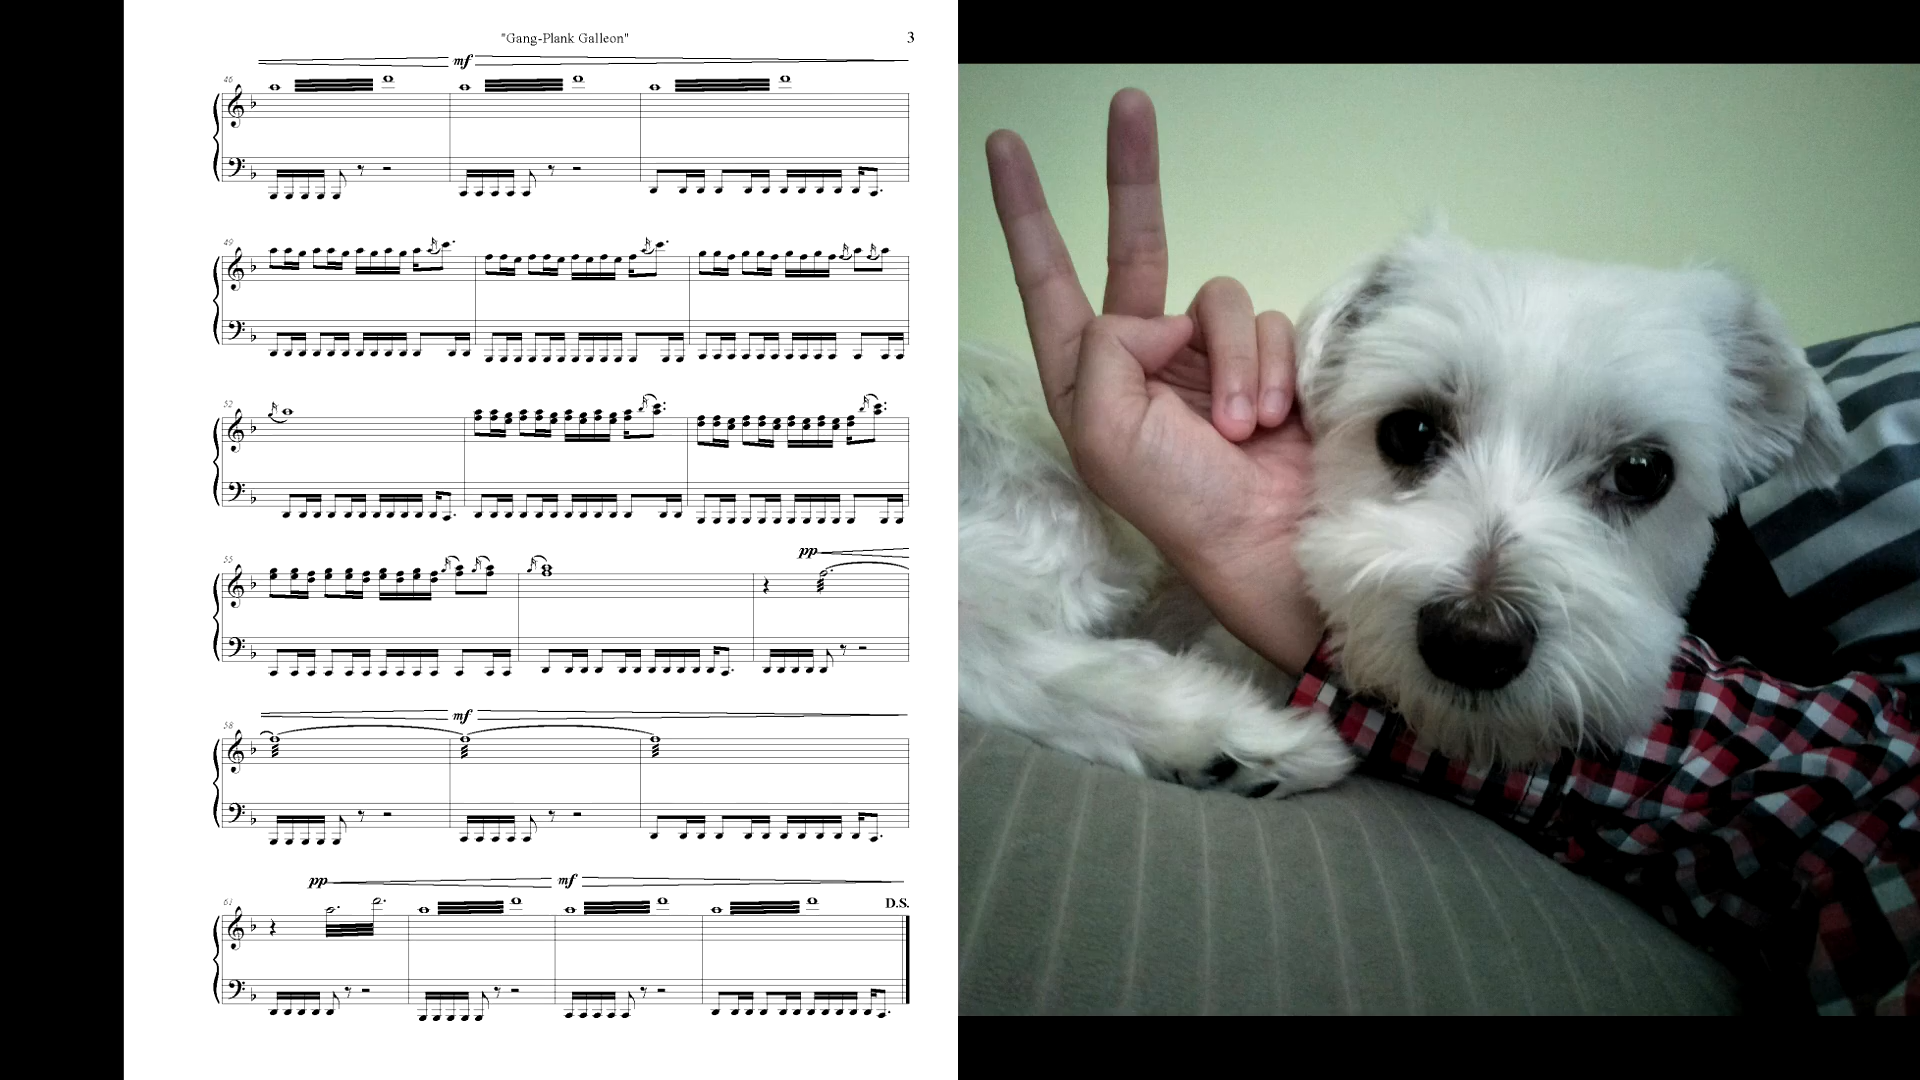 "Gang-Plank Galleon"
3
mf
46
49
52
pp
55
mf
58
pp
mf
D.S.
61